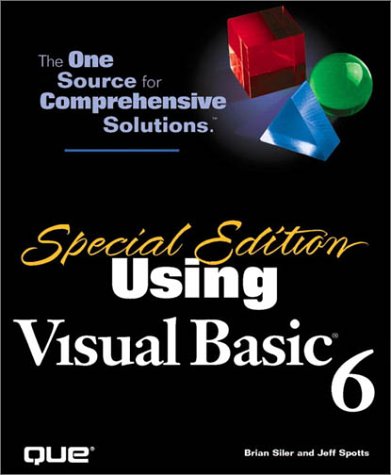 The One
Source for
Comprehensive
Solutions.™
Special Edition
Using
Visual Basic® 6
que®
Brian Siler and Jeff Spotts